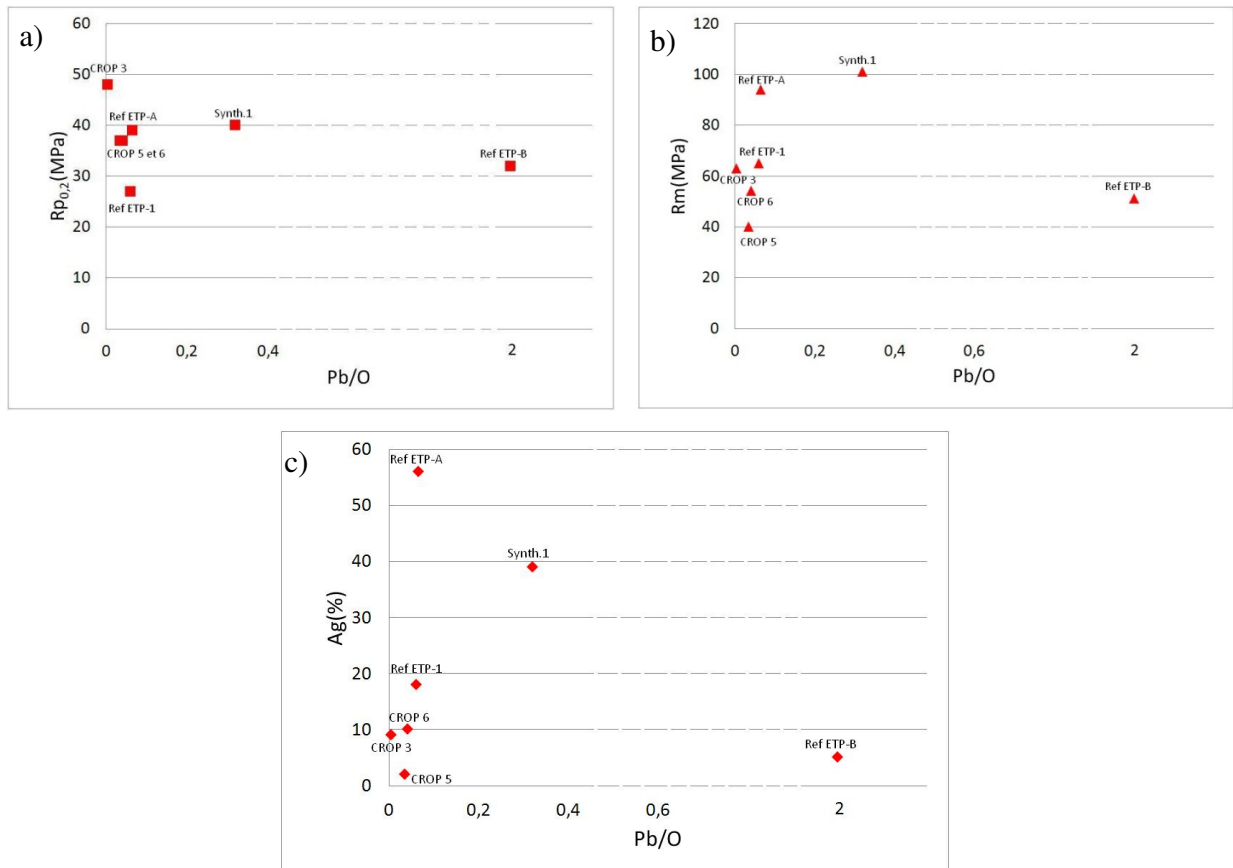 a)
60
50
40
30
20
10
0
Rp0,2(MPa)
CROP 3
Ref ETP-A
Synth.1
CROP 5 et 6
Ref ETP-B
Ref ETP-1
0 0,2 0,4 2
Pb/O
b)
120
100
80
60
40
20
0
Rm(MPa)
Synth.1
Ref ETP-A
Ref ETP-1
CROP 3
Ref ETP-B
CROP 6
CROP 5
0 0,2 0,4 0,6 2
Pb/O
c)
60
50
40
30
20
10
0
Ag(%)
Ref ETP-A
Synth.1
Ref ETP-1
CROP 6
CROP 3
Ref ETP-B
CROP 5
0 0,2 0,4 0,6 2
Pb/O